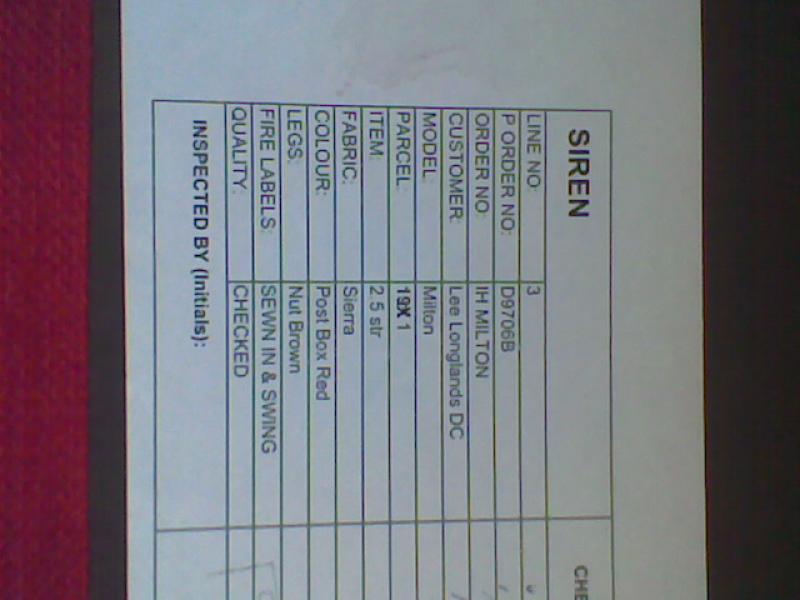 SIREN CHE
LINE NO: 3
P ORDER NO: D9706B
ORDER NO: IH MILTON
CUSTOMER: Lee Longlands DC
MODEL: Milton
PARCEL: 1 
ITEM: 2.5 str
FABRIC: Sierra
COLOUR: Post Box Red
LEGS: Nut Brown
FIRE LABELS: SEWN IN & SWING
QUALITY: CHECKED
INSPECTED BY (Initials):